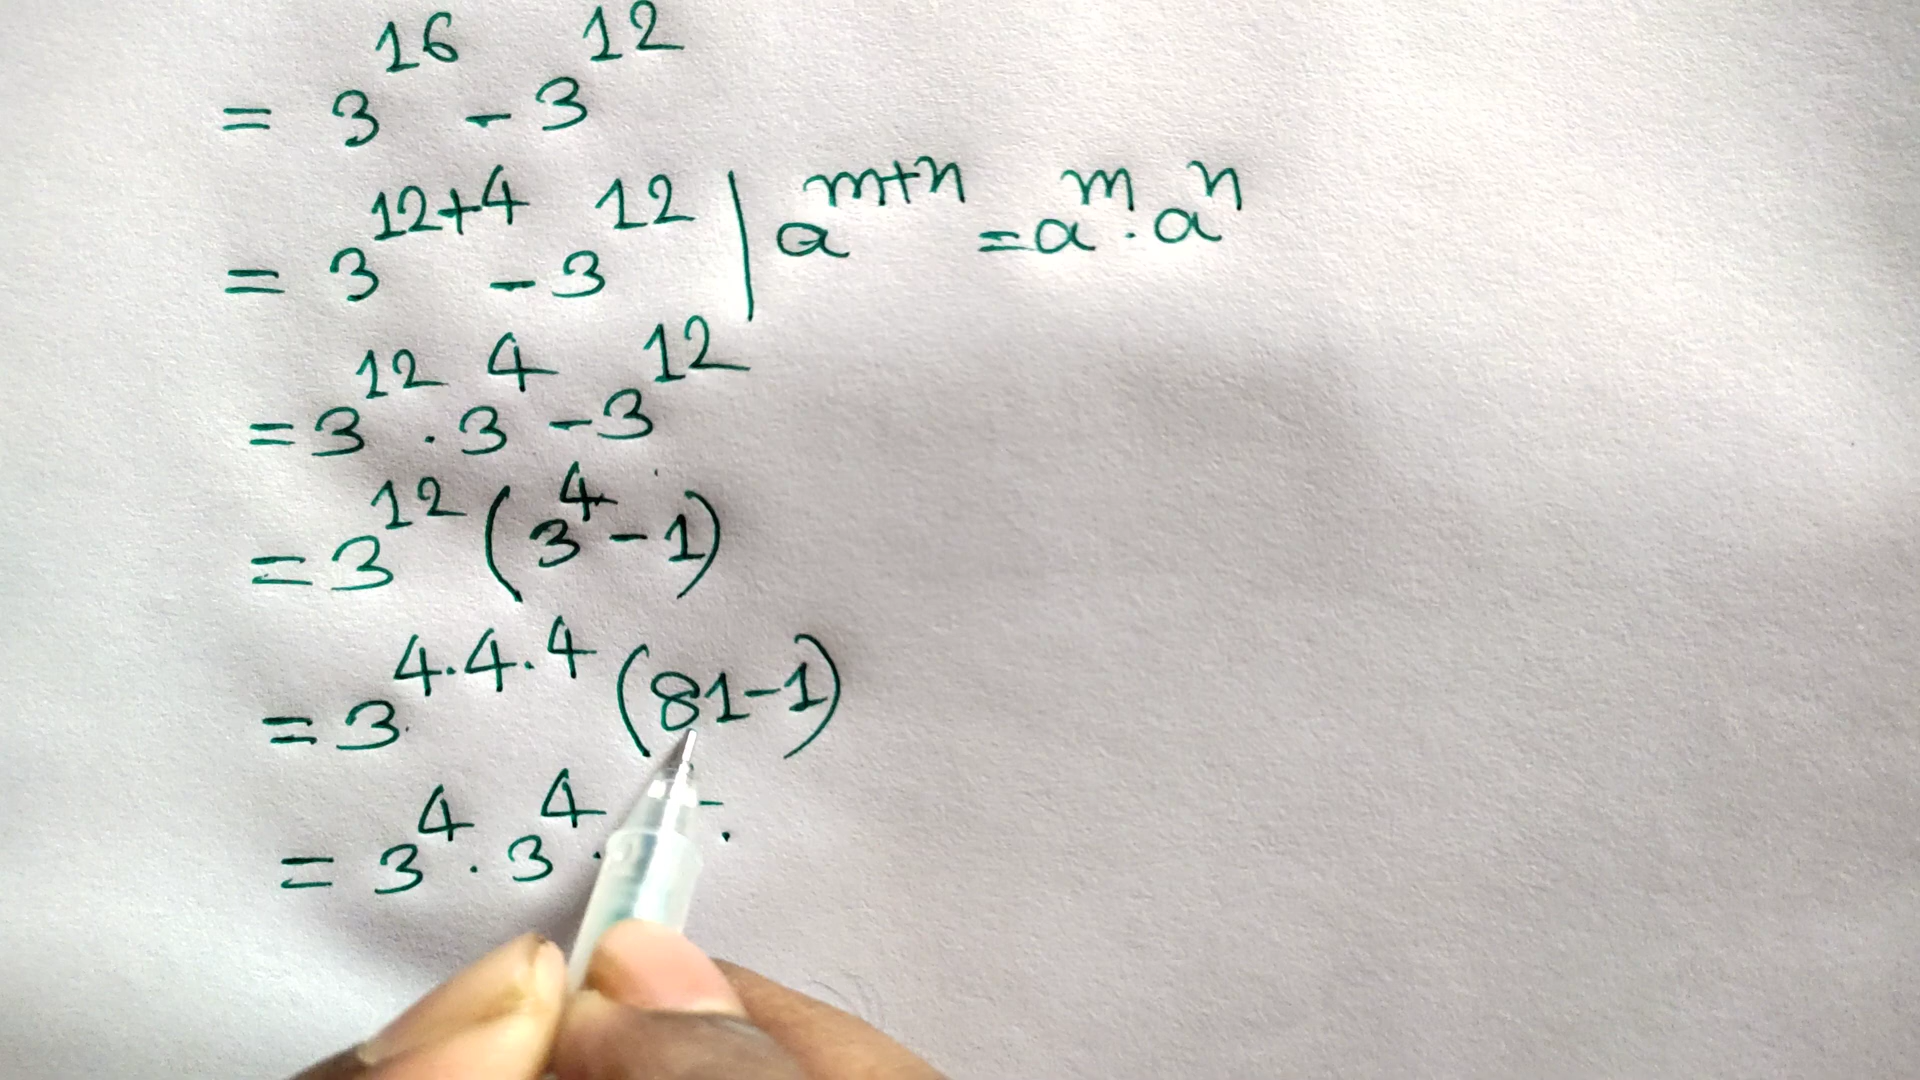 = 3^16 - 3^12
= 3^12+4 - 3^12 | a^m+n = a^m . a^n
= 3^12 . 3^4 - 3^12
= 3^12 (3^4 - 1)
= 3^4.4.4 (81-1)
= 3^4 . 3^4 .